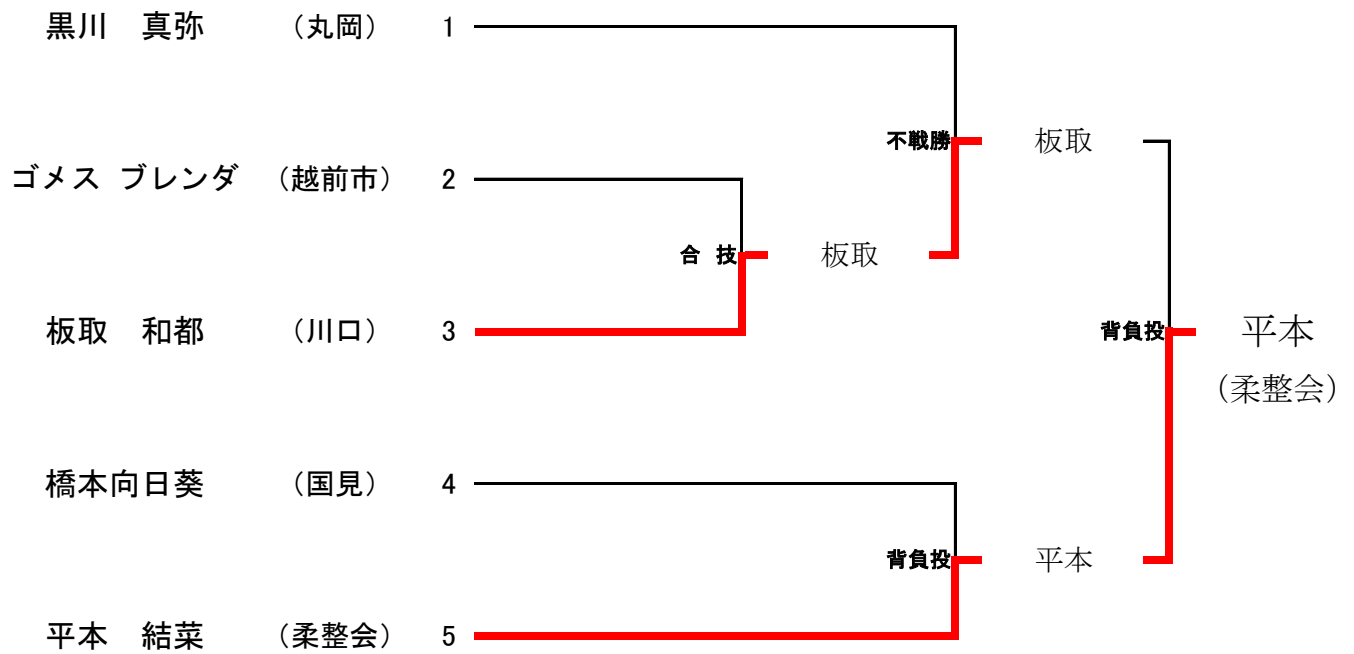 黒川　真弥　（丸岡）　1
不戦勝　板取
ゴメス ブレンダ　（越前市）　2
合 技　板取
板取　和都　（川口）　3
背負投　平本
（柔整会）
橋本向日葵　（国見）　4
背負投　平本
平本　結菜　（柔整会）　5